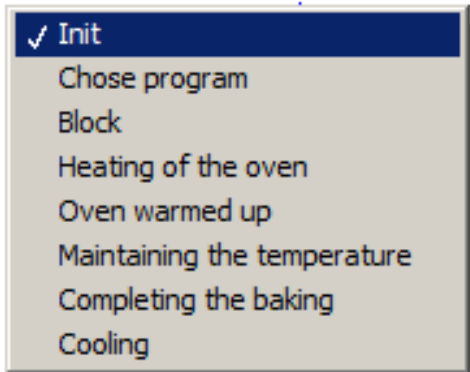 Init
Chose program
Block
Heating of the oven
Oven warmed up
Maintaining the temperature
Completing the baking
Cooling